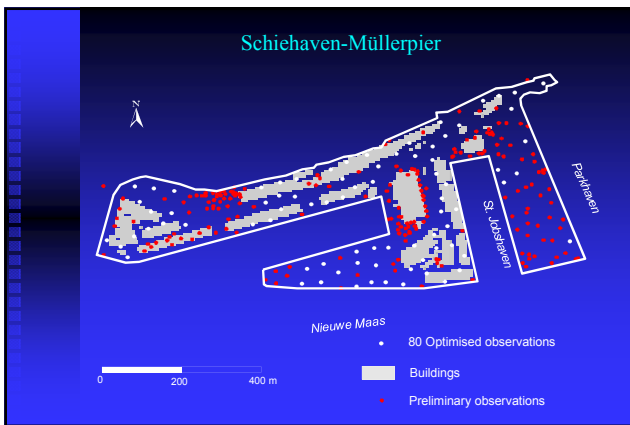 Schiehaven-Müllerpier
N
Parkhaven
St. Jobshaven
Nieuwe Maas
80 Optimised observations
Buildings
0 200 400 m
Preliminary observations